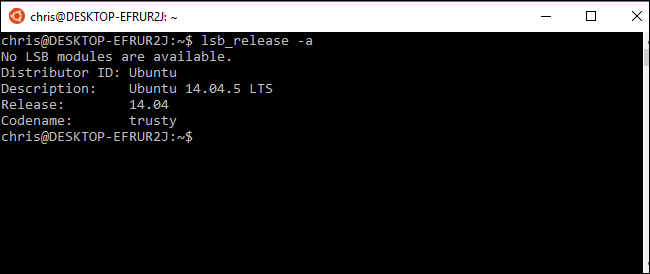 chris@DESKTOP-EFRUR2J: ~
chris@DESKTOP-EFRUR2J:~$ lsb_release -a
No LSB modules are available.
Distributor ID: Ubuntu
Description:    Ubuntu 14.04.5 LTS
Release:        14.04
Codename:       trusty
chris@DESKTOP-EFRUR2J:~$